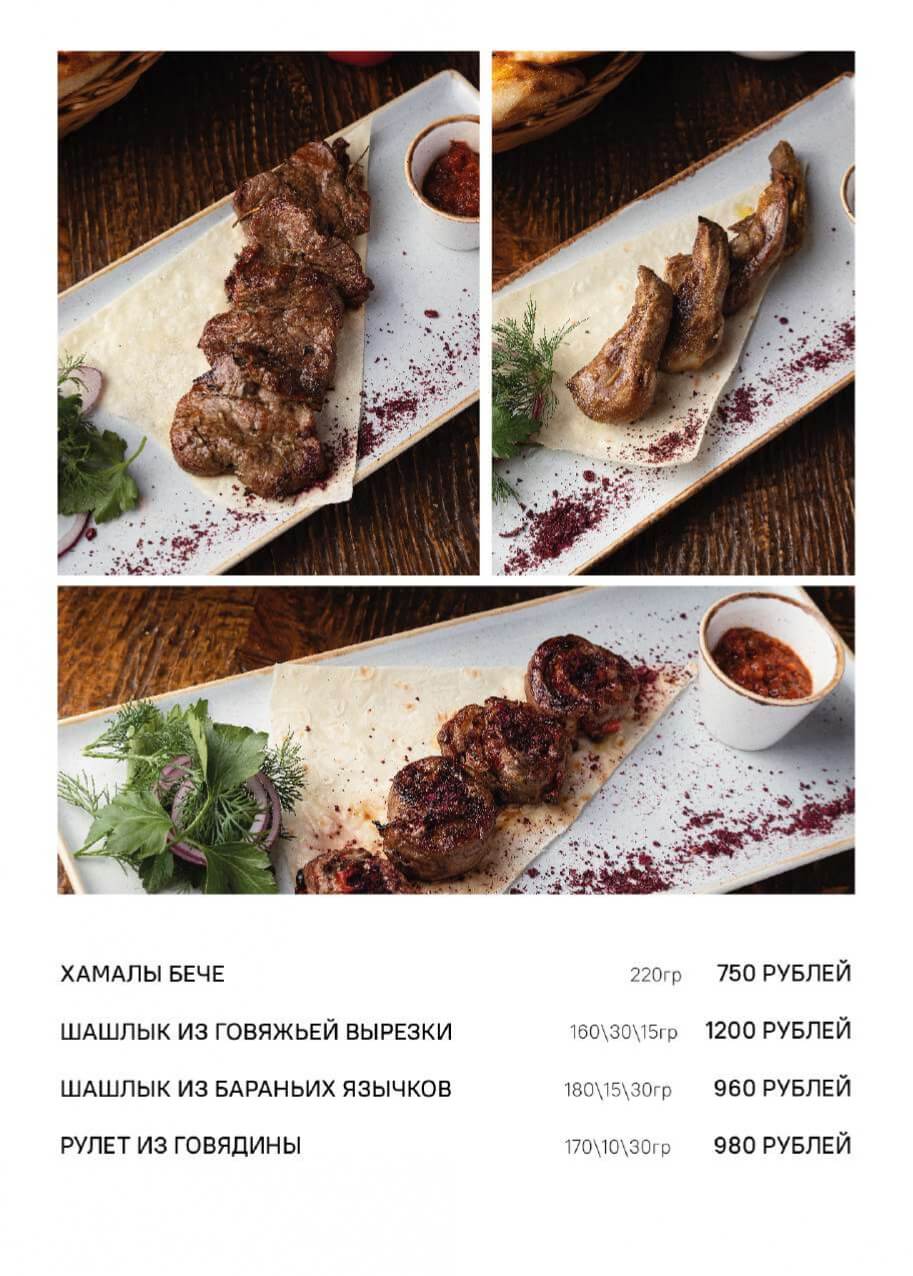 ХАМАЛЫ БЕЧЕ 220гр 750 РУБЛЕЙ
ШАШЛЫК ИЗ ГОВЯЖЬЕЙ ВЫРЕЗКИ 160\30\15гр 1200 РУБЛЕЙ
ШАШЛЫК ИЗ БАРАНЬИХ ЯЗЫЧКОВ 180\15\30гр 960 РУБЛЕЙ
РУЛЕТ ИЗ ГОВЯДИНЫ 170\10\30гр 980 РУБЛЕЙ